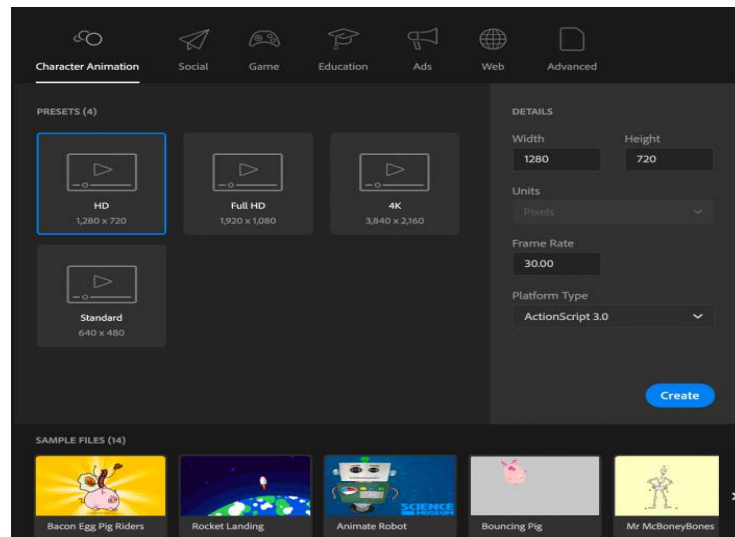 Character Animation
Social
Game
Education
Ads
Web
Advanced
PRESETS (4)
HD
1,280 x 720
Full HD
1,920 x 1,080
4K
3,840 x 2,160
Standard
640 x 480
DETAILS
Width
Height
1280
720
Units
Pixels
Frame Rate
30.00
Platform Type
ActionScript 3.0
Create
SAMPLE FILES (14)
SCIENCE
MUSEUM
Bacon Egg Pig Riders
Rocket Landing
Animate Robot
Bouncing Pig
Mr McBoneyBones